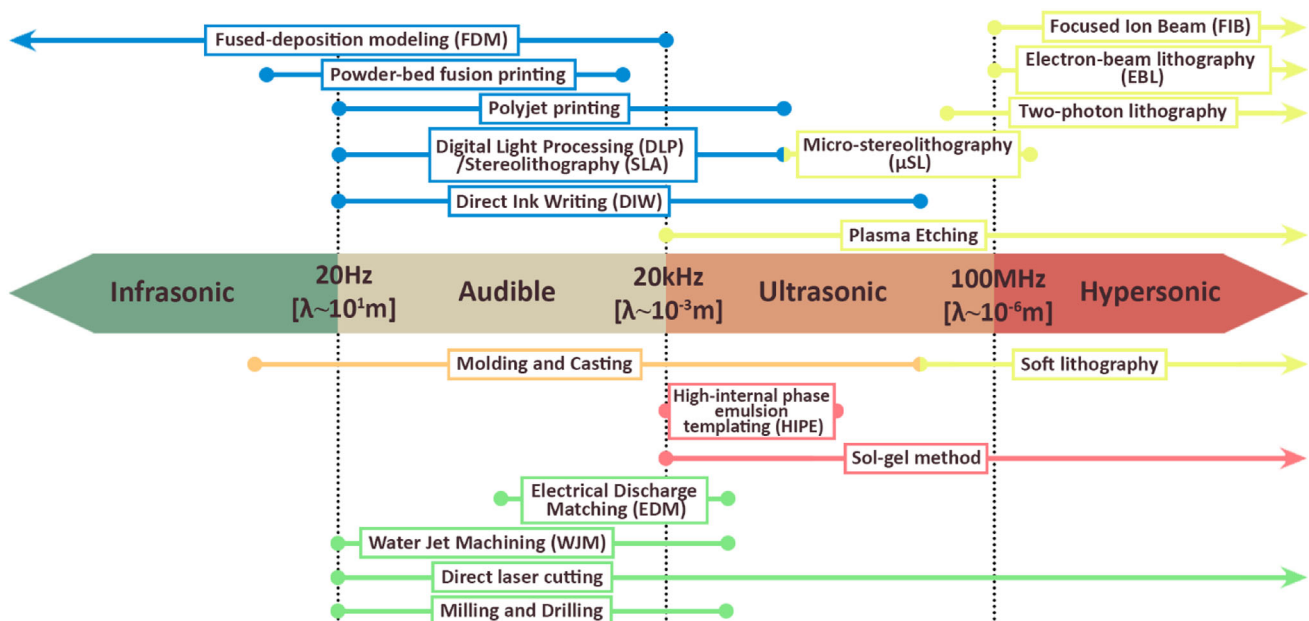 Fused-deposition modeling (FDM)
Focused Ion Beam (FIB)
Powder-bed fusion printing
Electron-beam lithography
(EBL)
Polyjet printing
Two-photon lithography
Digital Light Processing (DLP)
/Stereolithography (SLA)
Micro-stereolithography
(µSL)
Direct Ink Writing (DIW)
Plasma Etching
Infrasonic
20Hz
[λ~10¹m]
Audible
20kHz
[λ~10⁻³m]
Ultrasonic
100MHz
[λ~10⁻⁶m]
Hypersonic
Molding and Casting
Soft lithography
High-internal phase
emulsion
templating (HIPE)
Sol-gel method
Electrical Discharge
Matching (EDM)
Water Jet Machining (WJM)
Direct laser cutting
Milling and Drilling